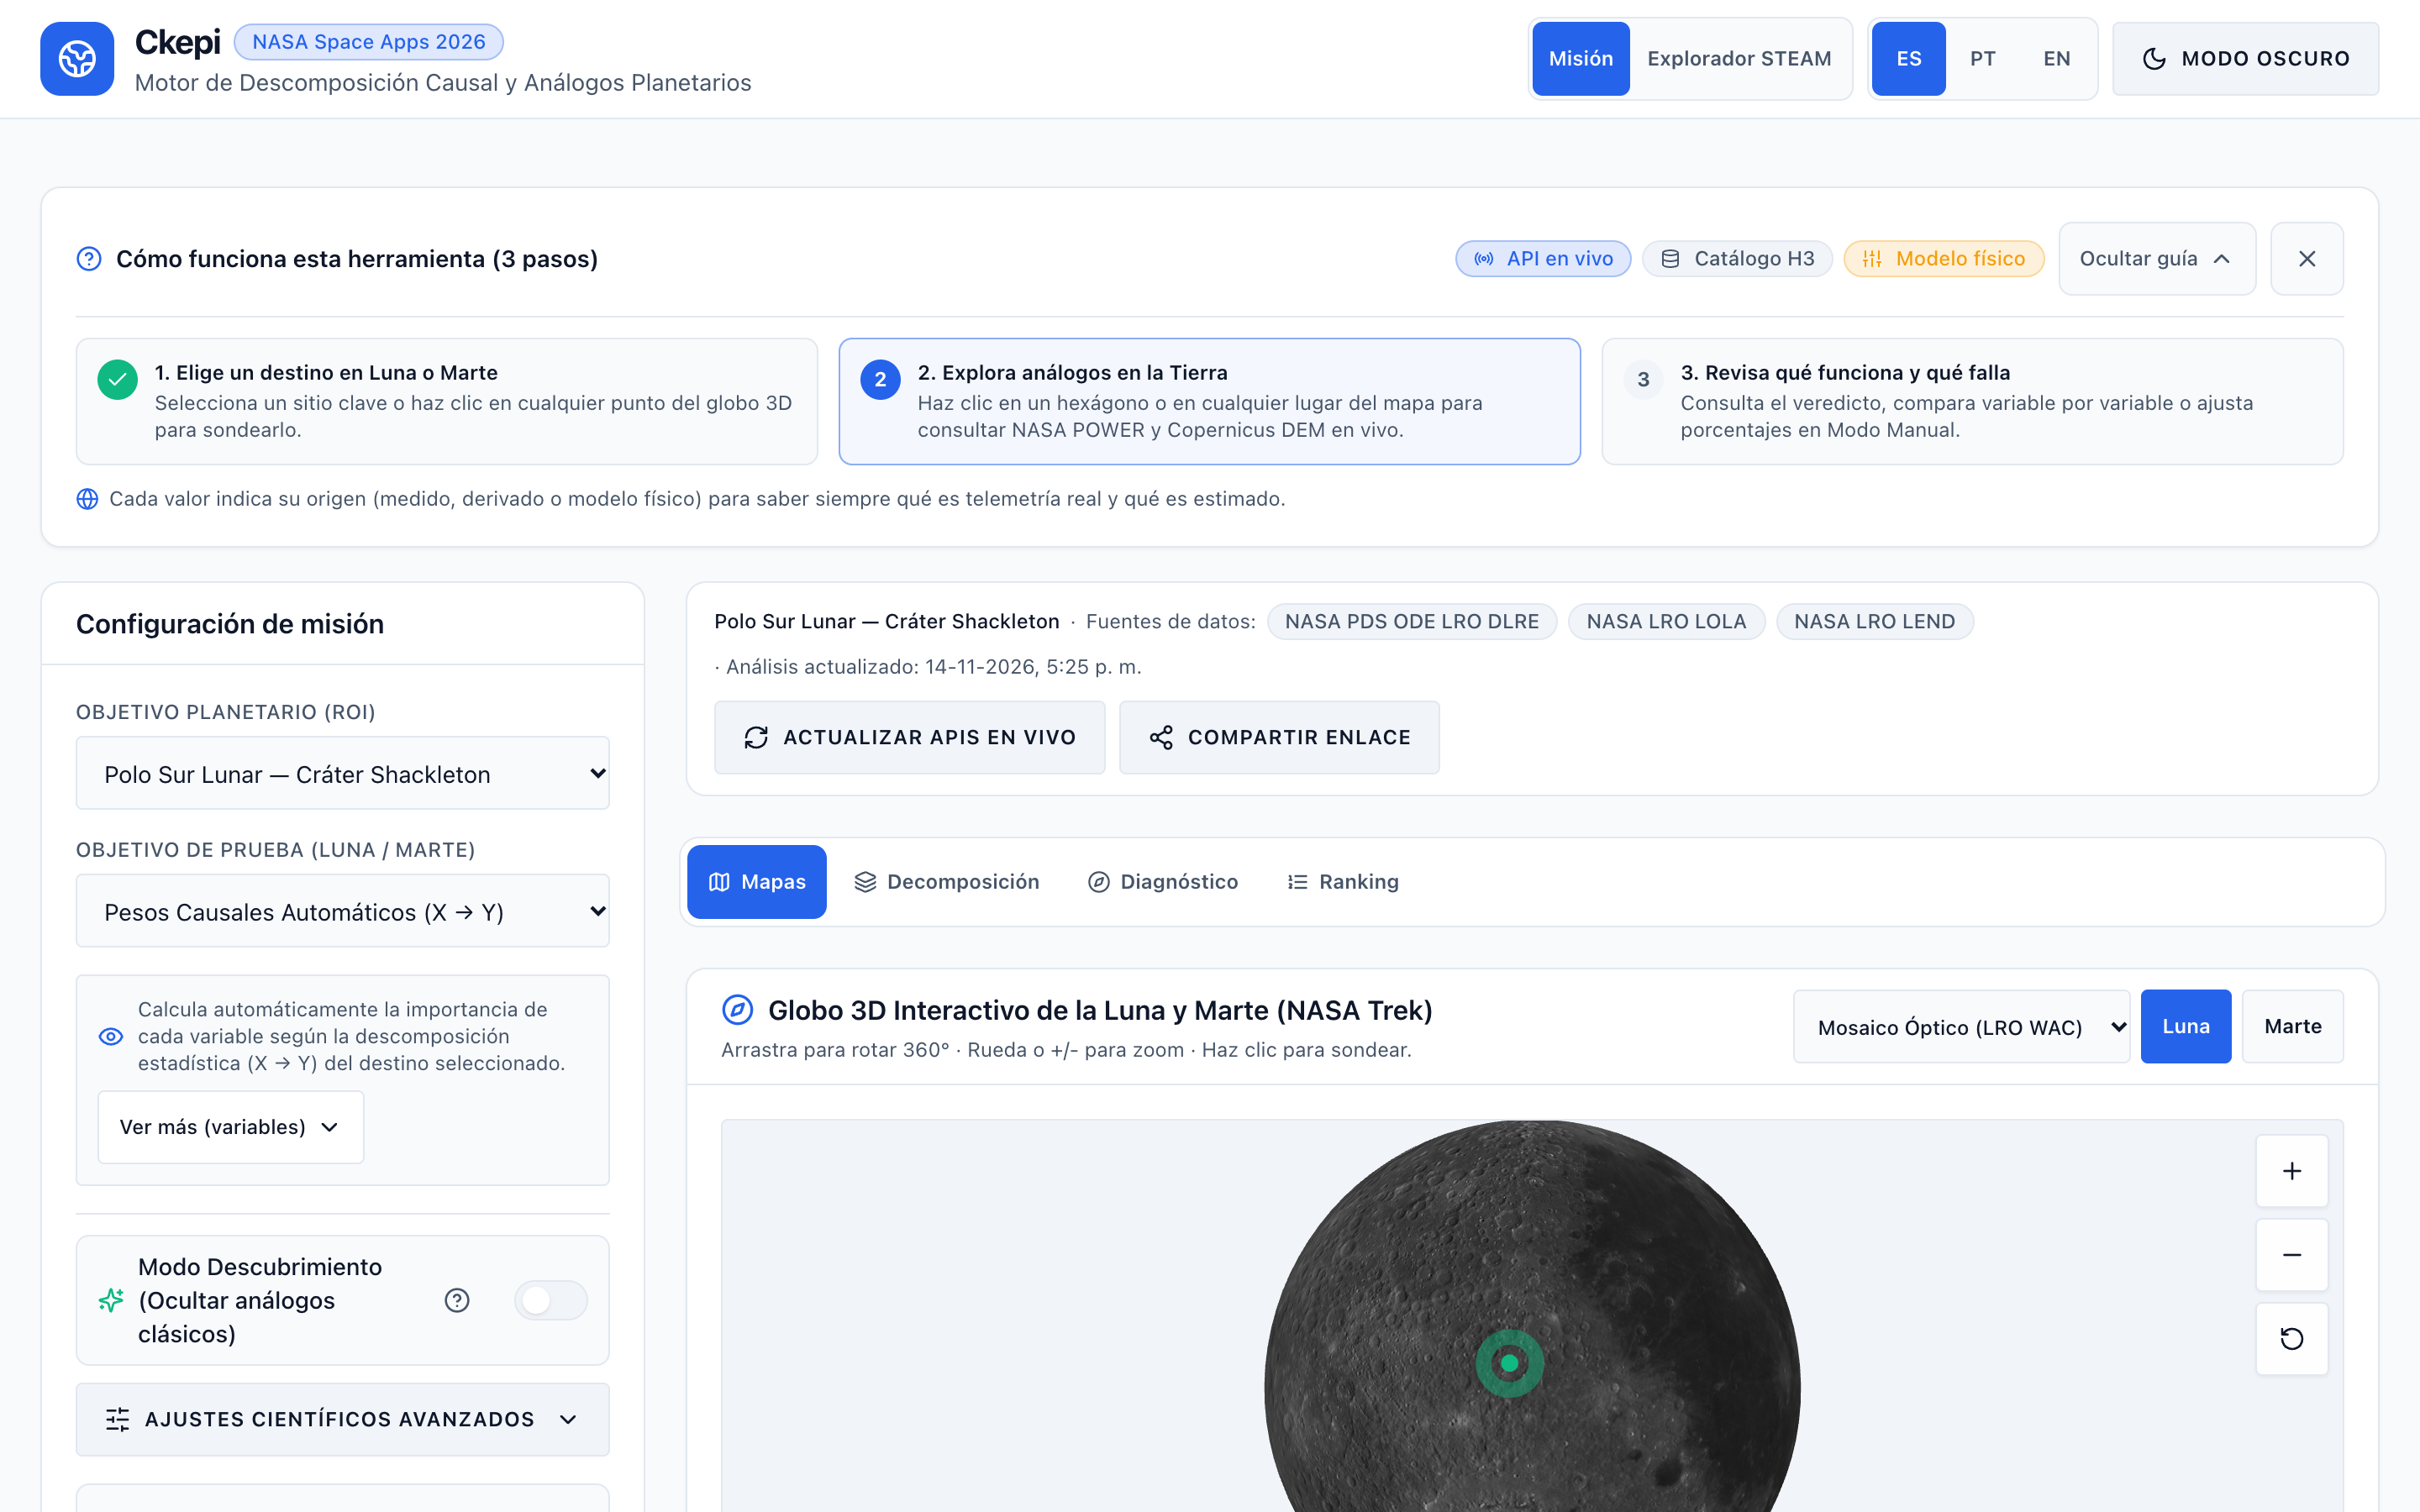 Ckepi
NASA Space Apps 2026
Motor de Descomposición Causal y Análogos Planetarios
Misión
Explorador STEAM
ES
PT
EN
MODO OSCURO
Cómo funciona esta herramienta (3 pasos)
API en vivo
Catálogo H3
Modelo físico
Ocultar guía
1. Elige un destino en Luna o Marte
Selecciona un sitio clave o haz clic en cualquier punto del globo 3D
para sondearlo.
2
2. Explora análogos en la Tierra
Haz clic en un hexágono o en cualquier lugar del mapa para
consultar NASA POWER y Copernicus DEM en vivo.
3
3. Revisa qué funciona y qué falla
Consulta el veredicto, compara variable por variable o ajusta
porcentajes en Modo Manual.
Cada valor indica su origen (medido, derivado o modelo físico) para saber siempre qué es telemetría real y qué es estimado.
Configuración de misión
OBJETIVO PLANETARIO (ROI)
Polo Sur Lunar — Cráter Shackleton
OBJETIVO DE PRUEBA (LUNA / MARTE)
Pesos Causales Automáticos (X → Y)
Calcula automáticamente la importancia de
cada variable según la descomposición
estadística (X → Y) del destino seleccionado.
Ver más (variables)
Modo Descubrimiento
(Ocultar análogos
clásicos)
AJUSTES CIENTÍFICOS AVANZADOS
Polo Sur Lunar — Cráter Shackleton · Fuentes de datos: NASA PDS ODE LRO DLRE NASA LRO LOLA NASA LRO LEND
· Análisis actualizado: 14-11-2026, 5:25 p. m.
ACTUALIZAR APIS EN VIVO
COMPARTIR ENLACE
Mapas
Decomposición
Diagnóstico
Ranking
Globo 3D Interactivo de la Luna y Marte (NASA Trek)
Arrastra para rotar 360° · Rueda o +/- para zoom · Haz clic para sondear.
Mosaico Óptico (LRO WAC)
Luna
Marte
+
−